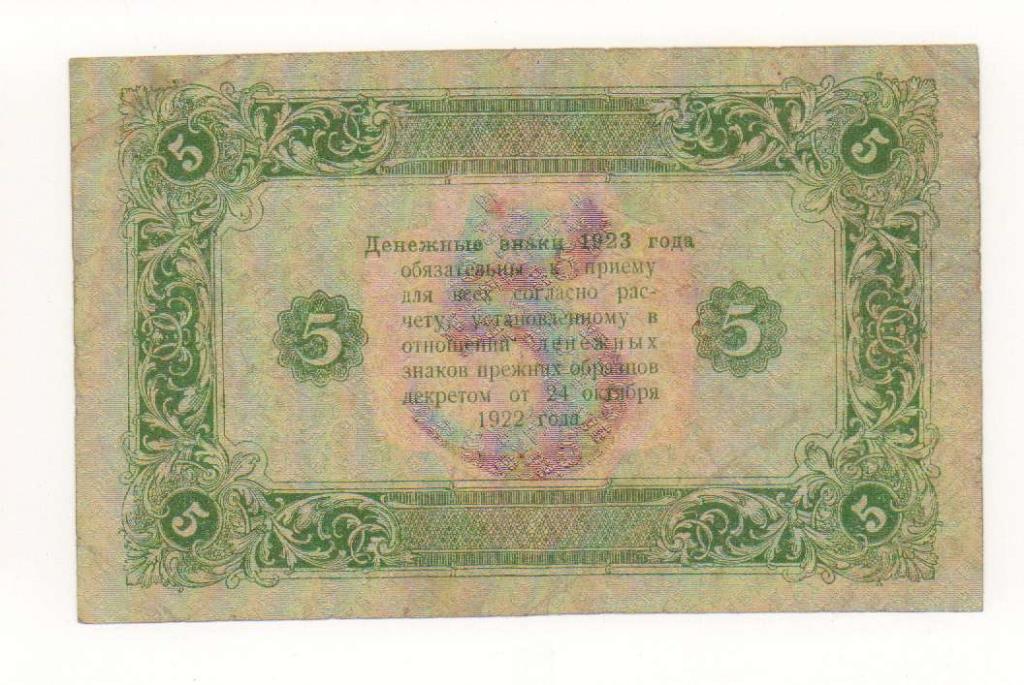 5 5
Денежные знаки 1923 года
обязательны к приему
для всех согласно рас-
чету, установленному в
отношении денежных
знаков прежних образцов
декретом от 24 октября
1922 года
5 5 5
5 5